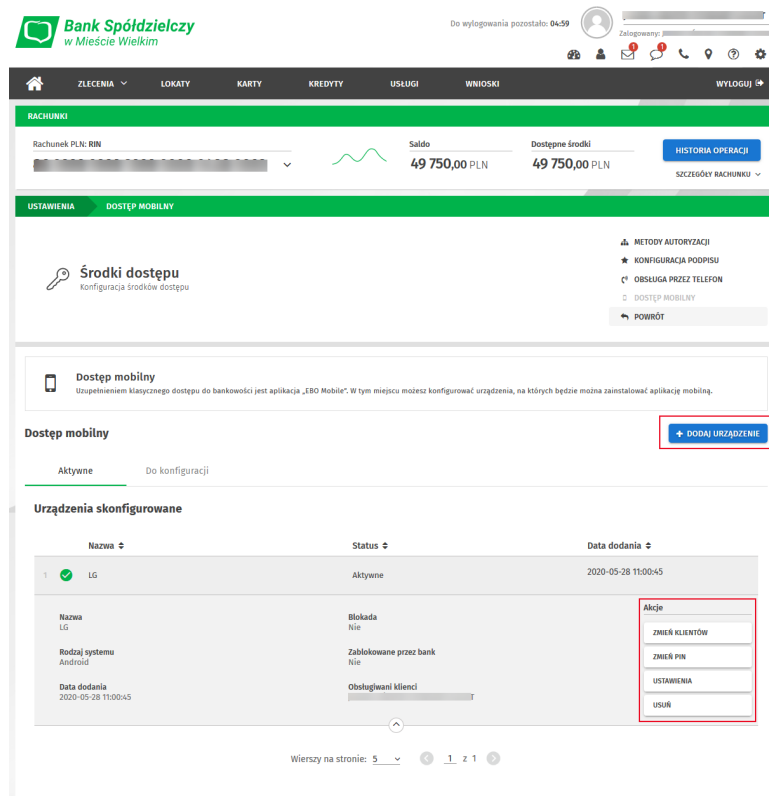 Bank Spółdzielczy
w Mieście Wielkim
Do wylogowania pozostało: 04:59
Zalogowany:
1 1
ZLECENIA LOKATY KARTY KREDYTY USŁUGI WNIOSKI WYLOGUJ
RACHUNKI
Rachunek PLN: RIN Saldo Dostępne środki
49 750,00 PLN 49 750,00 PLN
HISTORIA OPERACJI
SZCZEGÓŁY RACHUNKU
USTAWIENIA DOSTĘP MOBILNY
METODY AUTORYZACJI
KONFIGURACJA PODPISU
OBSŁUGA PRZEZ TELEFON
DOSTĘP MOBILNY
POWRÓT
Środki dostępu
Konfiguracja środków dostępu
Dostęp mobilny
Uzupełnieniem klasycznego dostępu do bankowości jest aplikacja „EBO Mobile". W tym miejscu możesz konfigurować urządzenia, na których będzie można zainstalować aplikację mobilną.
Dostęp mobilny
+ DODAJ URZĄDZENIE
Aktywne Do konfiguracji
Urządzenia skonfigurowane
Nazwa Status Data dodania
1 LG Aktywne 2020-05-28 11:00:45
Nazwa Blokada
LG Nie
Rodzaj systemu Zablokowane przez bank
Android Nie
Data dodania Obsługiwani klienci
2020-05-28 11:00:45
Akcje
ZMIEŃ KLIENTÓW
ZMIEŃ PIN
USTAWIENIA
USUŃ
Wierszy na stronie: 5 1 z 1